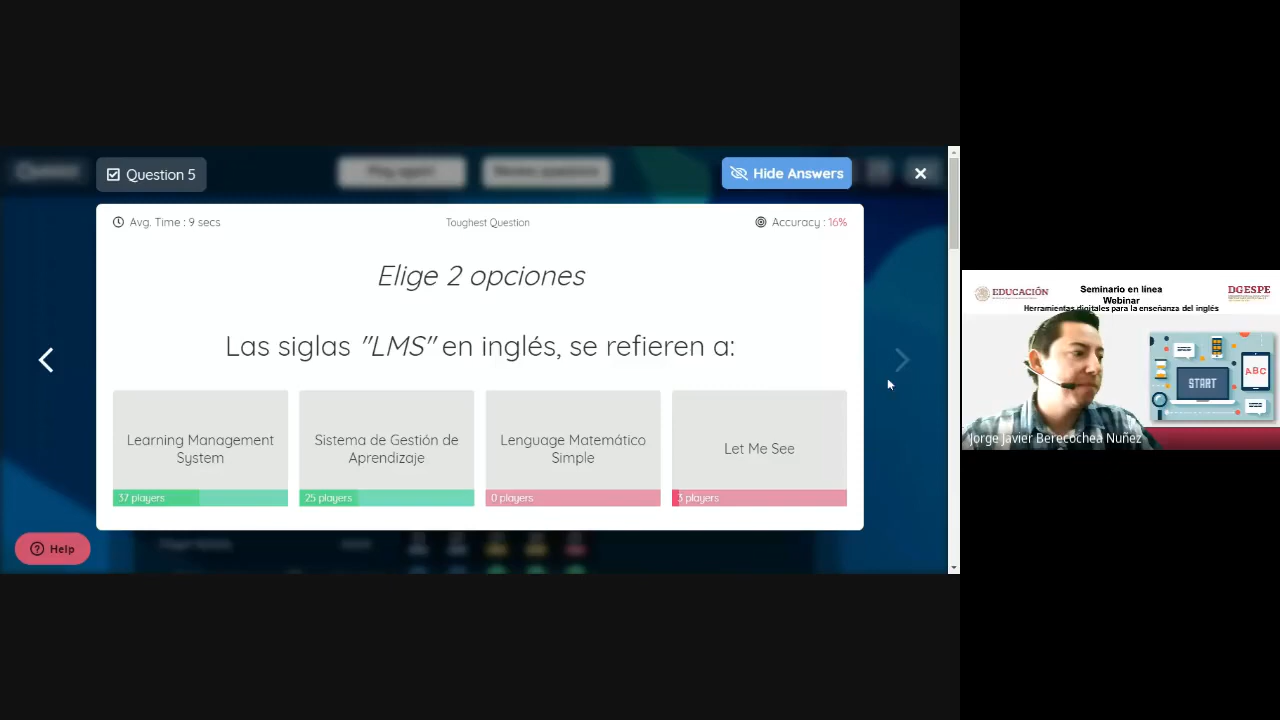 Question 5
Hide Answers
Avg. Time : 9 secs
Toughest Question
Accuracy : 16%
Elige 2 opciones
Las siglas "LMS" en inglés, se refieren a:
Learning Management
System
37 players
Sistema de Gestión de
Aprendizaje
25 players
Lenguage Matemático
Simple
0 players
Let Me See
3 players
Help
EDUCACIÓN
Seminario en línea
Webinar
Herramientas digitales para la enseñanza del inglés
DGESPE
START
ABC
Jorge Javier Berecochea Nuñez